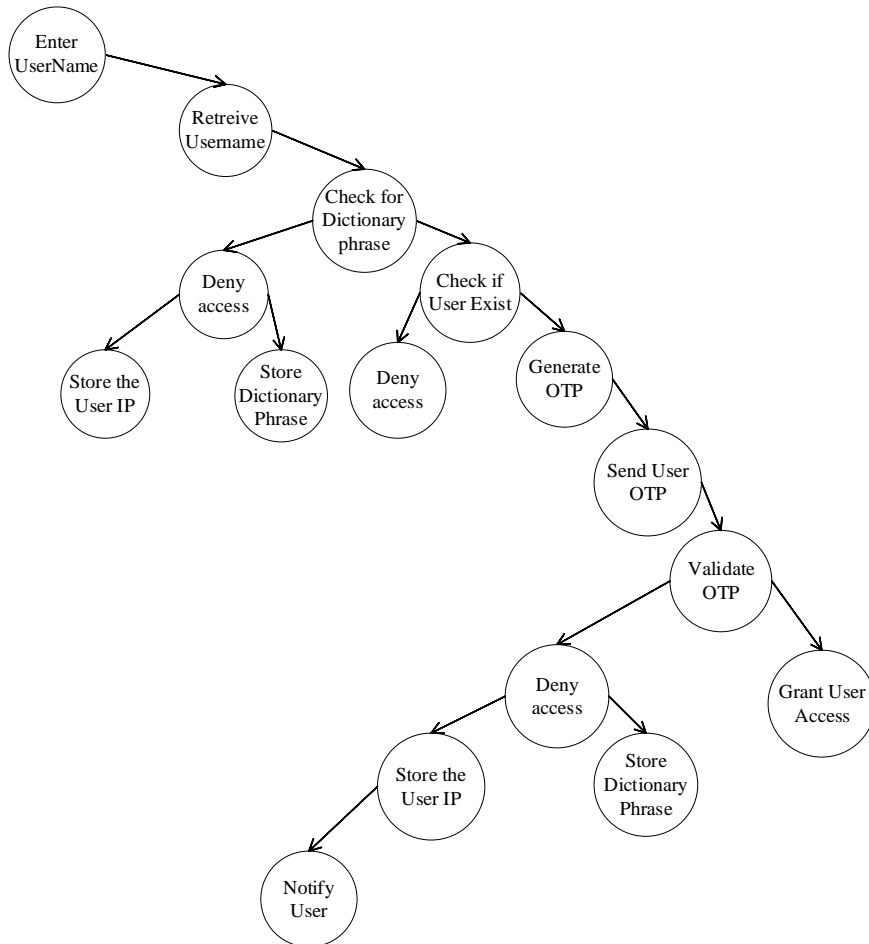 Enter
UserName
Retreive
Username
Check for
Dictionary
phrase
Deny
access
Check if
User Exist
Store the
User IP
Store
Dictionary
Phrase
Deny
access
Generate
OTP
Send User
OTP
Validate
OTP
Deny
access
Grant User
Access
Store the
User IP
Store
Dictionary
Phrase
Notify
User